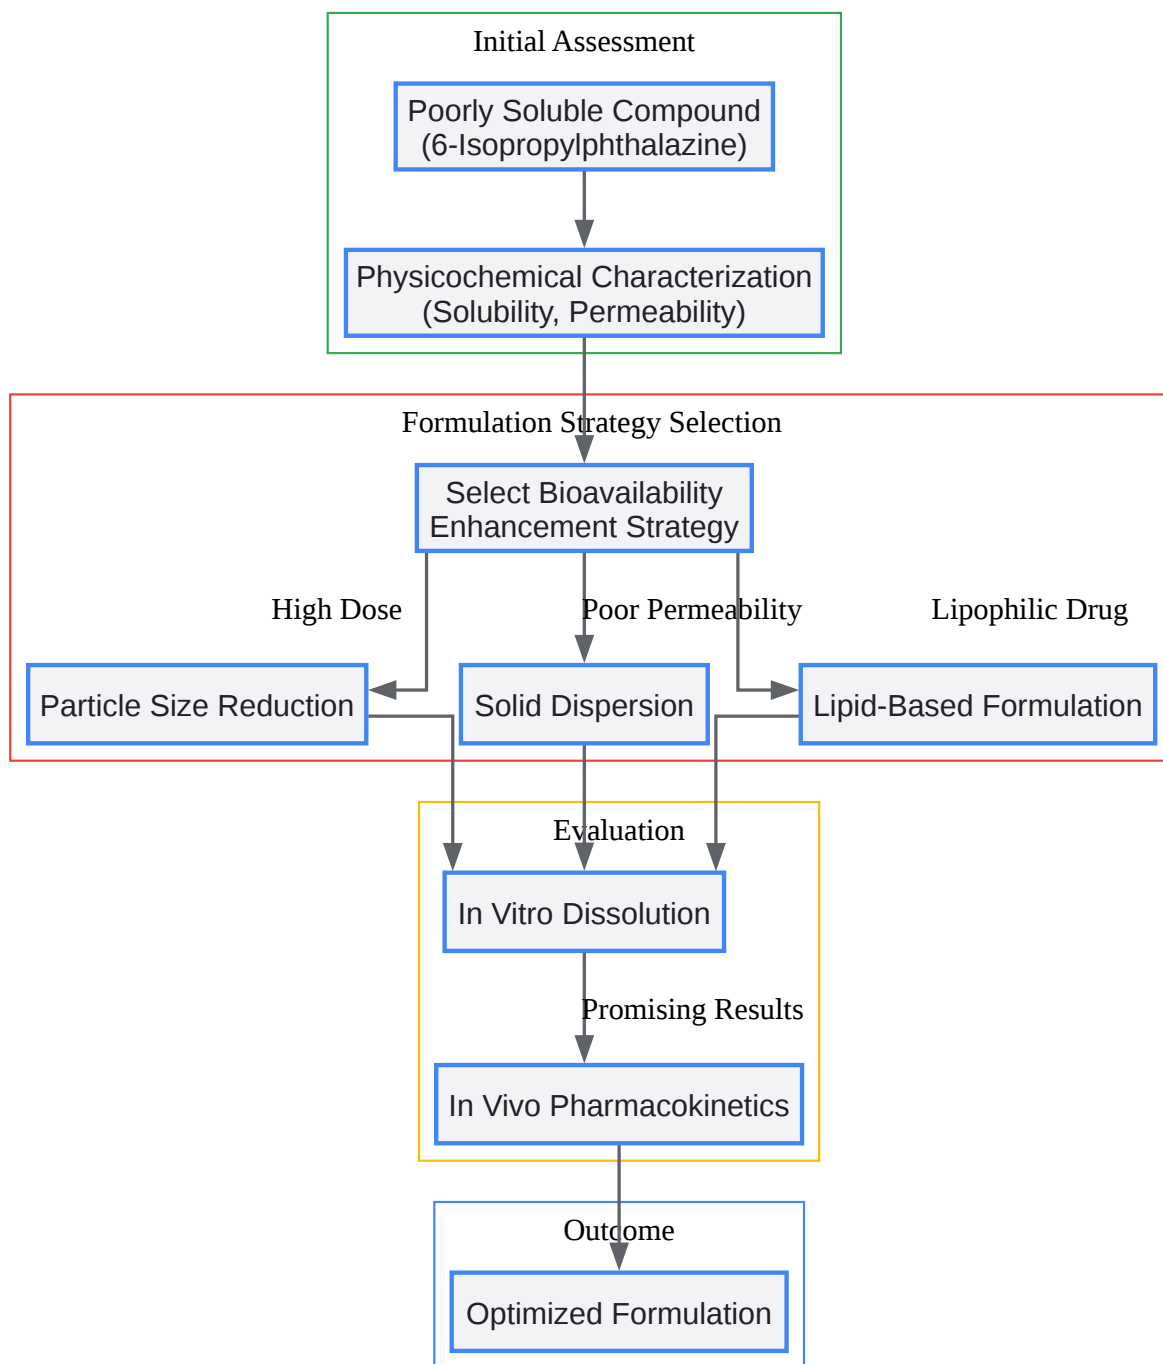 Initial Assessment
Poorly Soluble Compound
(6-Isopropylphthalazine)
Physicochemical Characterization
(Solubility, Permeability)
Formulation Strategy Selection
Select Bioavailability
Enhancement Strategy
High Dose
Poor Permeability
Lipophilic Drug
Particle Size Reduction
Solid Dispersion
Lipid-Based Formulation
Evaluation
In Vitro Dissolution
Promising Results
In Vivo Pharmacokinetics
Outcome
Optimized Formulation